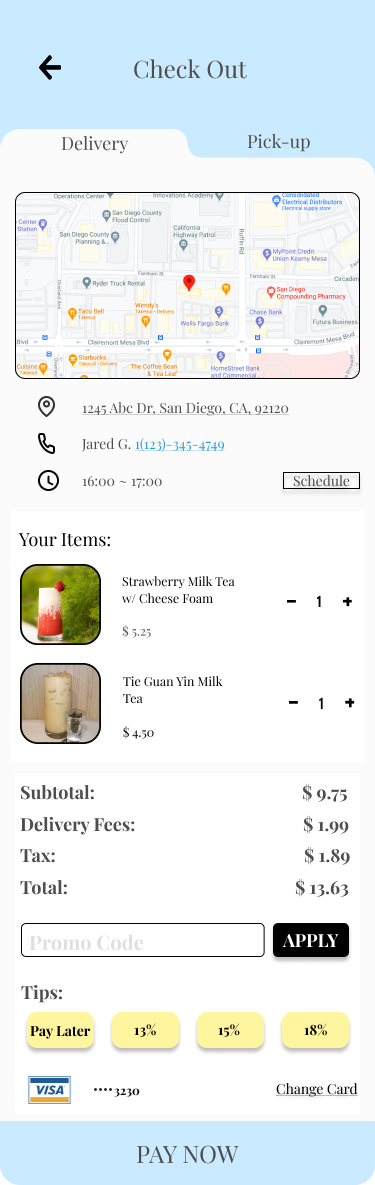 Check Out
Delivery
Pick-up
Operations Center
Innovations Academy
Consolidated
Electrical Distributors
Electrical supply store
Center
Station
San Diego County
Flood Control
San Diego County
Planning &...
California
Highway Patrol
Ruffin Rd
MyPoint Credit
Union Kearny Mesa
Farnham St
Farnham St
Circaden
Ryder Truck Rental
San Diego
Compounding Pharmacy
Wendy's
Takeout
Taco Bell
Takeout
Wells Fargo Bank
Chase Bank
Futura Business
Blvd
Clairemont Mesa Blvd
Clairemont Mesa Blvd
Starbucks
Takeout • Delivery
The Coffee Bean
& Tea Leaf
HomeStreet Bank
and Commercial
Cuisine
Takeout
1245 Abc Dr, San Diego, CA, 92120
Jared G. 1(123)-345-4749
16:00 ~ 17:00
Schedule
Your Items:
Strawberry Milk Tea
w/ Cheese Foam
$ 5.25
− 1 +
Tie Guan Yin Milk
Tea
$ 4.50
− 1 +
Subtotal: $ 9.75
Delivery Fees: $ 1.99
Tax: $ 1.89
Total: $ 13.63
Promo Code
APPLY
Tips:
Pay Later 13% 15% 18%
VISA ····3230 Change Card
PAY NOW